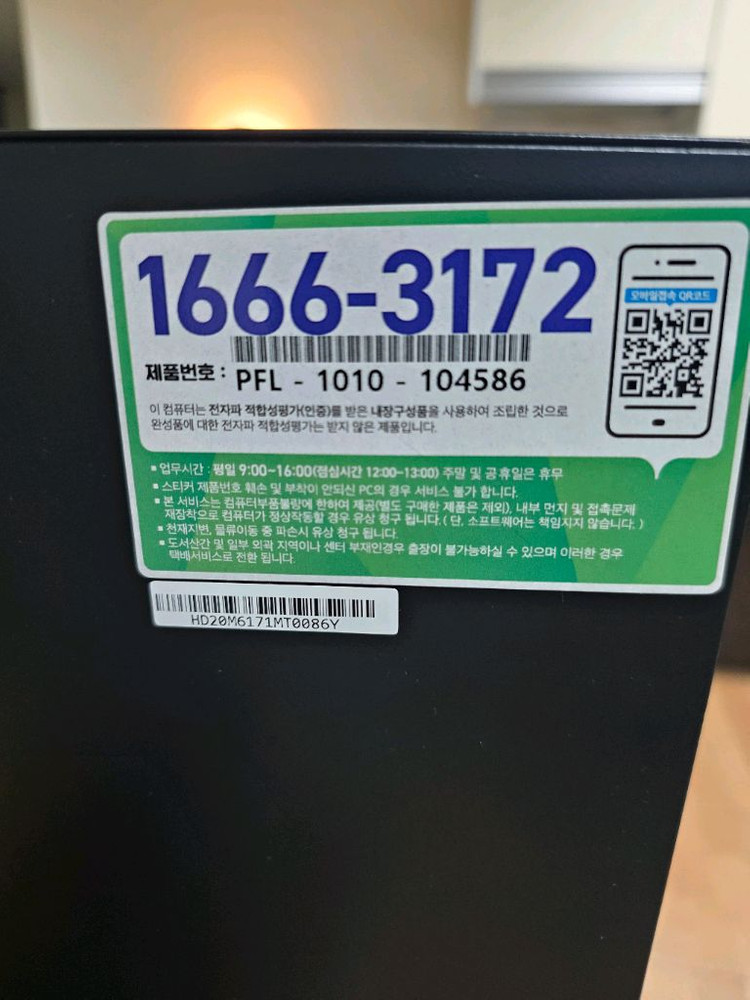 1666-3172
모바일접속 QR코드
제품번호 : PFL - 1010 - 104586
이 컴퓨터는 전자파 적합성평가(인증)를 받은 내장구성품을 사용하여 조립한 것으로
완성품에 대한 전자파 적합성평가는 받지 않은 제품입니다.
▪ 업무시간 : 평일 9:00~16:00(점심시간 12:00~13:00) 주말 및 공휴일은 휴무
▪ 스티커 제품번호 훼손 및 부착이 안되신 PC의 경우 서비스 불가 합니다.
▪ 본 서비스는 컴퓨터부품불량에 한하여 제공(별도 구매한 제품은 제외), 내부 먼지 및 접촉문제
재장착으로 컴퓨터가 정상작동할 경우 유상 청구 됩니다.( 단, 소프트웨어는 책임지지 않습니다. )
▪ 천재지변, 물류이동 중 파손시 유상 청구 됩니다.
▪ 도서산간 및 일부 외곽 지역이나 센터 부재인경우 출장이 불가능하실 수 있으며 이러한 경우
택배서비스로 전환 됩니다.
HD20M6171MT0086Y